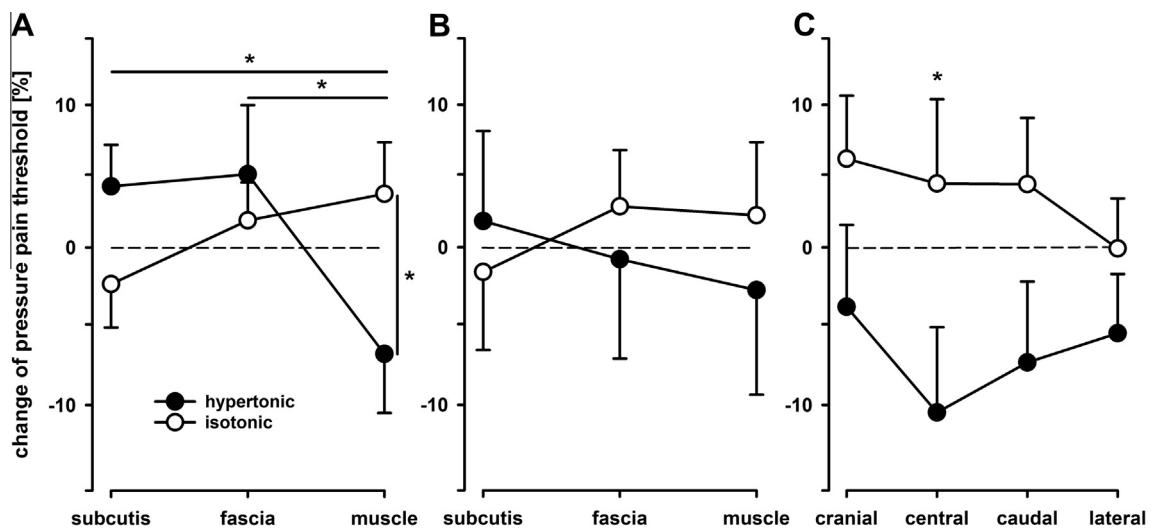 A
B
C
change of pressure pain threshold [%]
10
0
-10
*
*
*
hypertonic
isotonic
subcutis fascia muscle
10
0
-10
subcutis fascia muscle
10
0
-10
*
cranial central caudal lateral